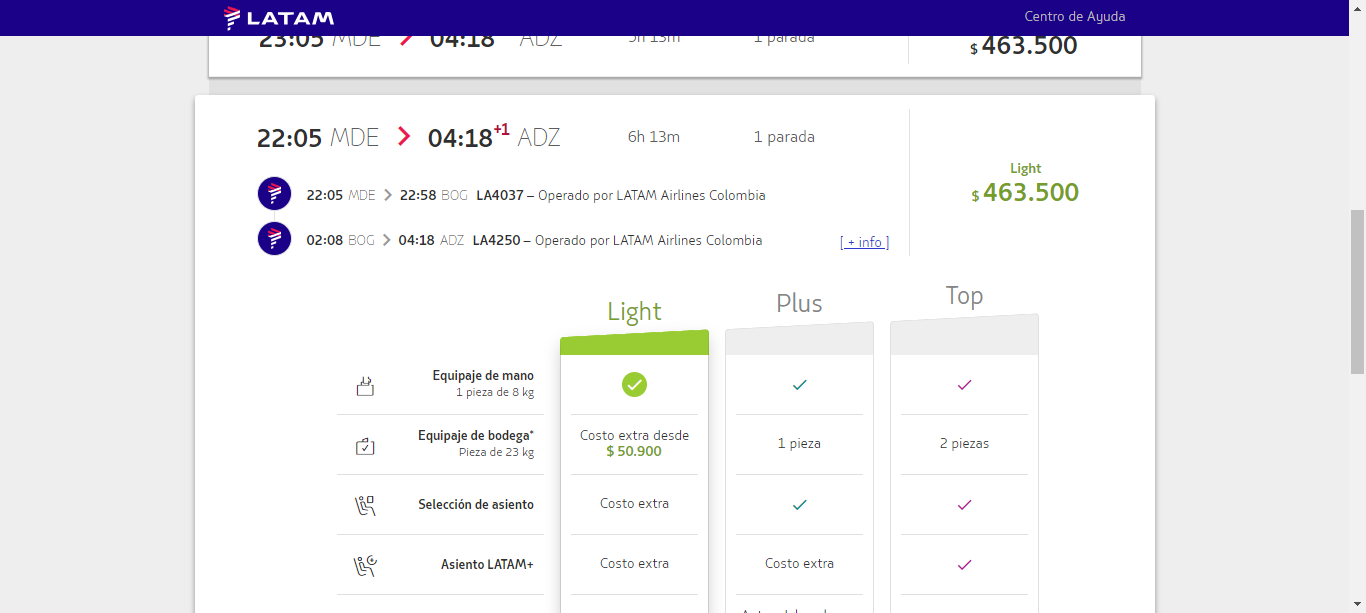 LATAM
Centro de Ayuda
23:05 MDE 04:18 ADZ 5h 13m 1 parada
$ 463.500
22:05 MDE 04:18 +1 ADZ 6h 13m 1 parada
Light
$ 463.500
22:05 MDE 22:58 BOG LA4037 – Operado por LATAM Airlines Colombia
02:08 BOG 04:18 ADZ LA4250 – Operado por LATAM Airlines Colombia
[ + info ]
Light Plus Top
Equipaje de mano
1 pieza de 8 kg
Equipaje de bodega*
Pieza de 23 kg
Costo extra desde
$ 50.900
1 pieza
2 piezas
Selección de asiento
Costo extra
Asiento LATAM+
Costo extra
Costo extra